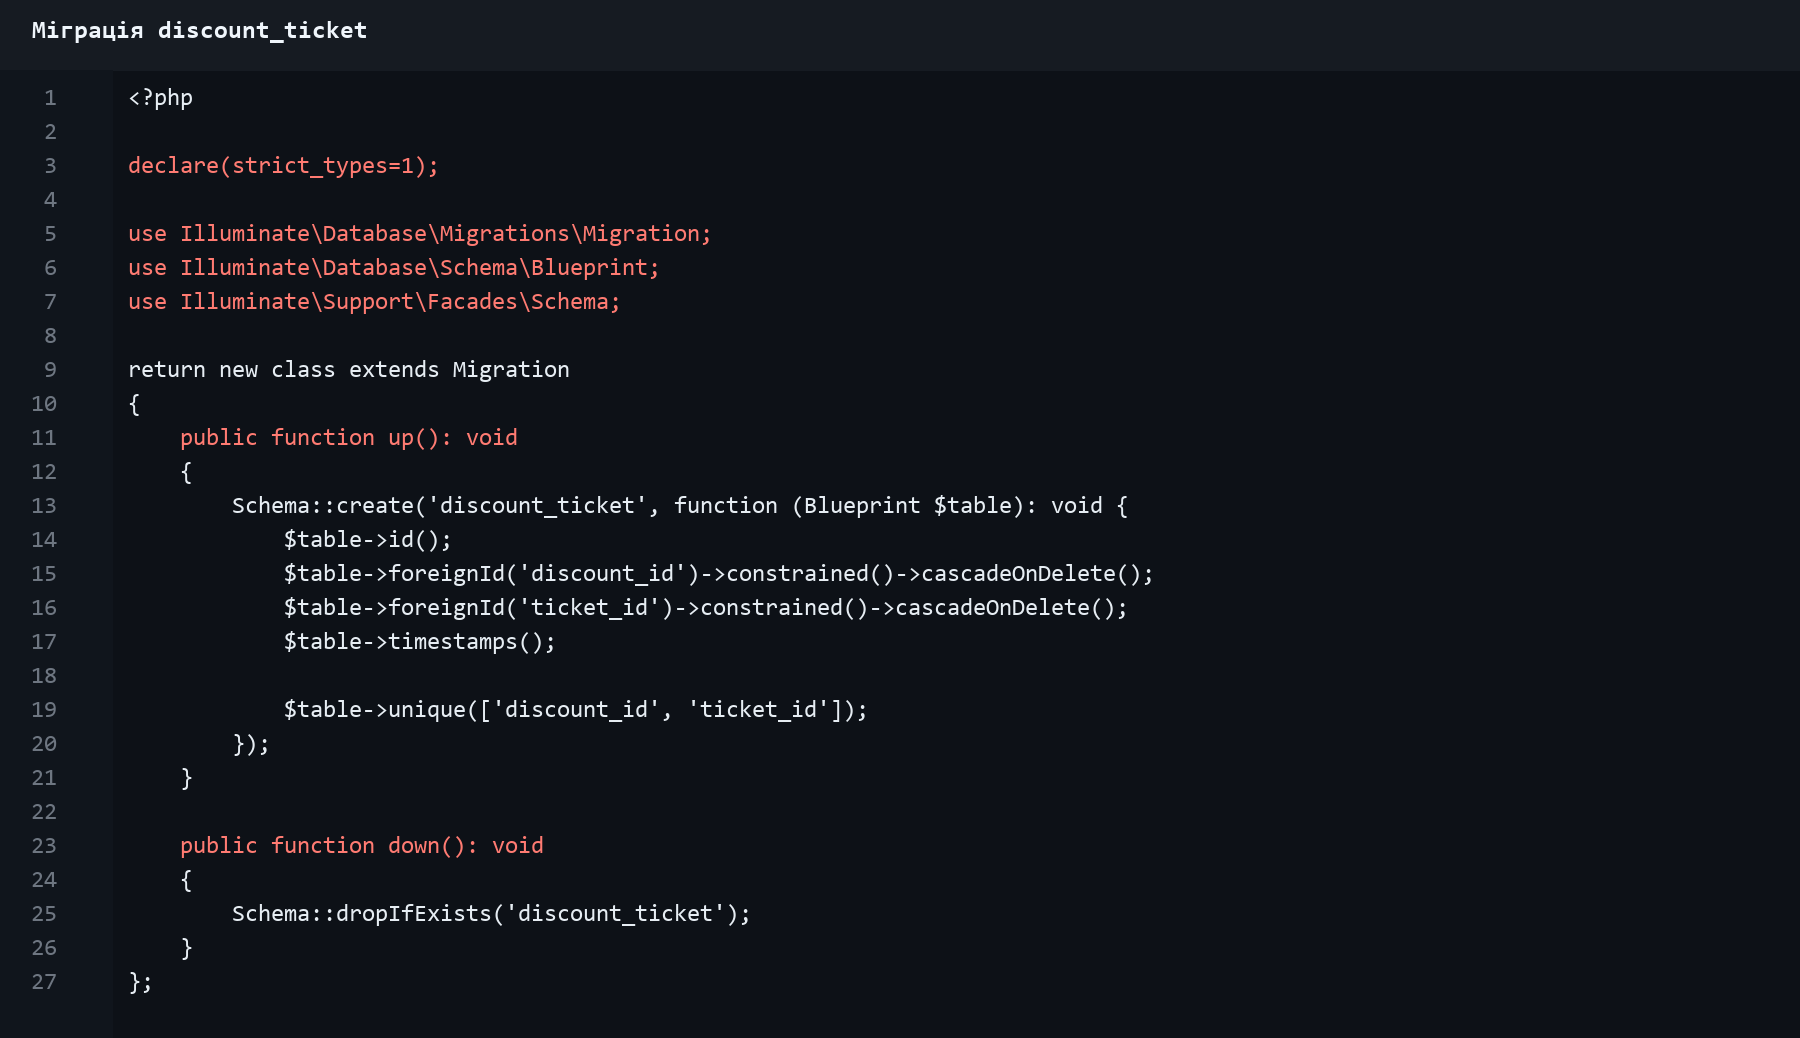 Міграція discount_ticket
1 <?php
2
3 declare(strict_types=1);
4
5 use Illuminate\Database\Migrations\Migration;
6 use Illuminate\Database\Schema\Blueprint;
7 use Illuminate\Support\Facades\Schema;
8
9 return new class extends Migration
10 {
11     public function up(): void
12     {
13         Schema::create('discount_ticket', function (Blueprint $table): void {
14             $table->id();
15             $table->foreignId('discount_id')->constrained()->cascadeOnDelete();
16             $table->foreignId('ticket_id')->constrained()->cascadeOnDelete();
17             $table->timestamps();
18
19             $table->unique(['discount_id', 'ticket_id']);
20         });
21     }
22
23     public function down(): void
24     {
25         Schema::dropIfExists('discount_ticket');
26     }
27 };